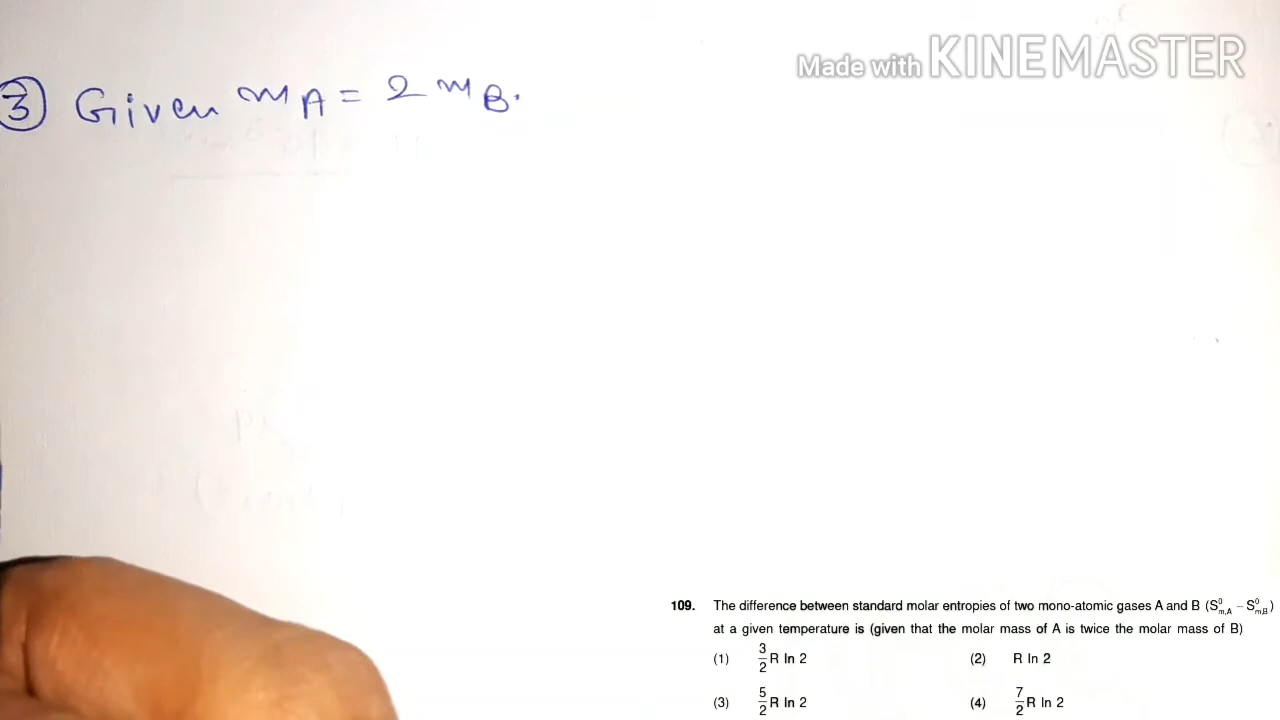 Made with KINEMASTER
③ Given m A = 2 m B.
109. The difference between standard molar entropies of two mono-atomic gases A and B (S⁰m,A – S⁰m,B)
at a given temperature is (given that the molar mass of A is twice the molar mass of B)
(1) 3/2 R ln 2 (2) R ln 2
(3) 5/2 R ln 2 (4) 7/2 R ln 2